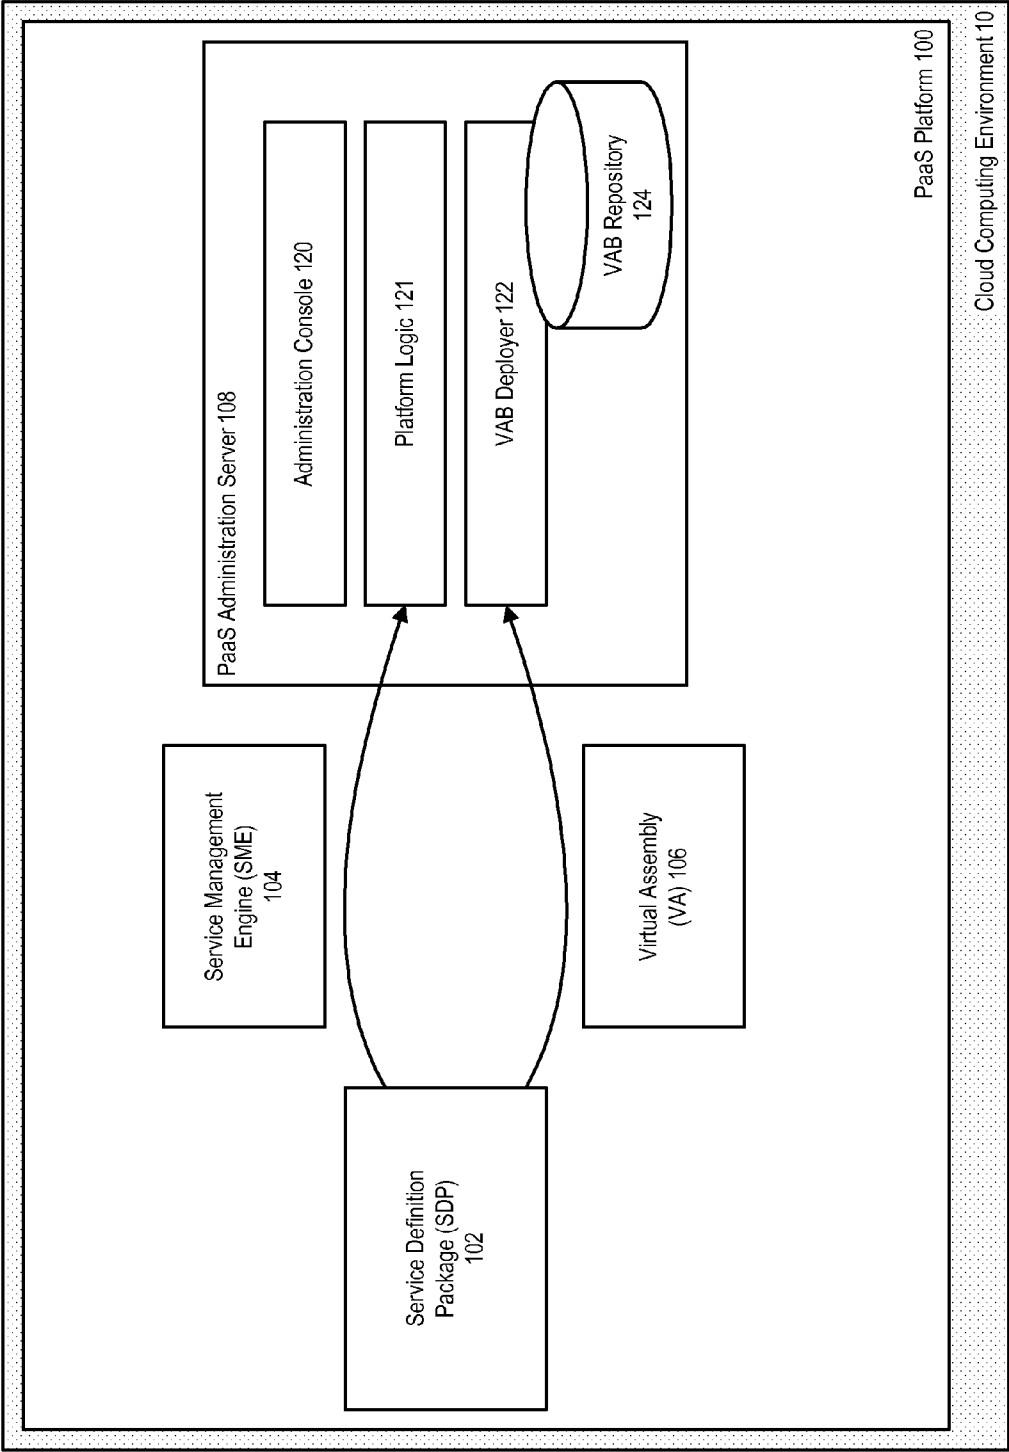 Service Definition
Package (SDP)
102
Service Management
Engine (SME)
104
Virtual Assembly
(VA) 106
PaaS Administration Server 108
Administration Console 120
Platform Logic 121
VAB Deployer 122
VAB Repository
124
PaaS Platform 100
Cloud Computing Environment 10